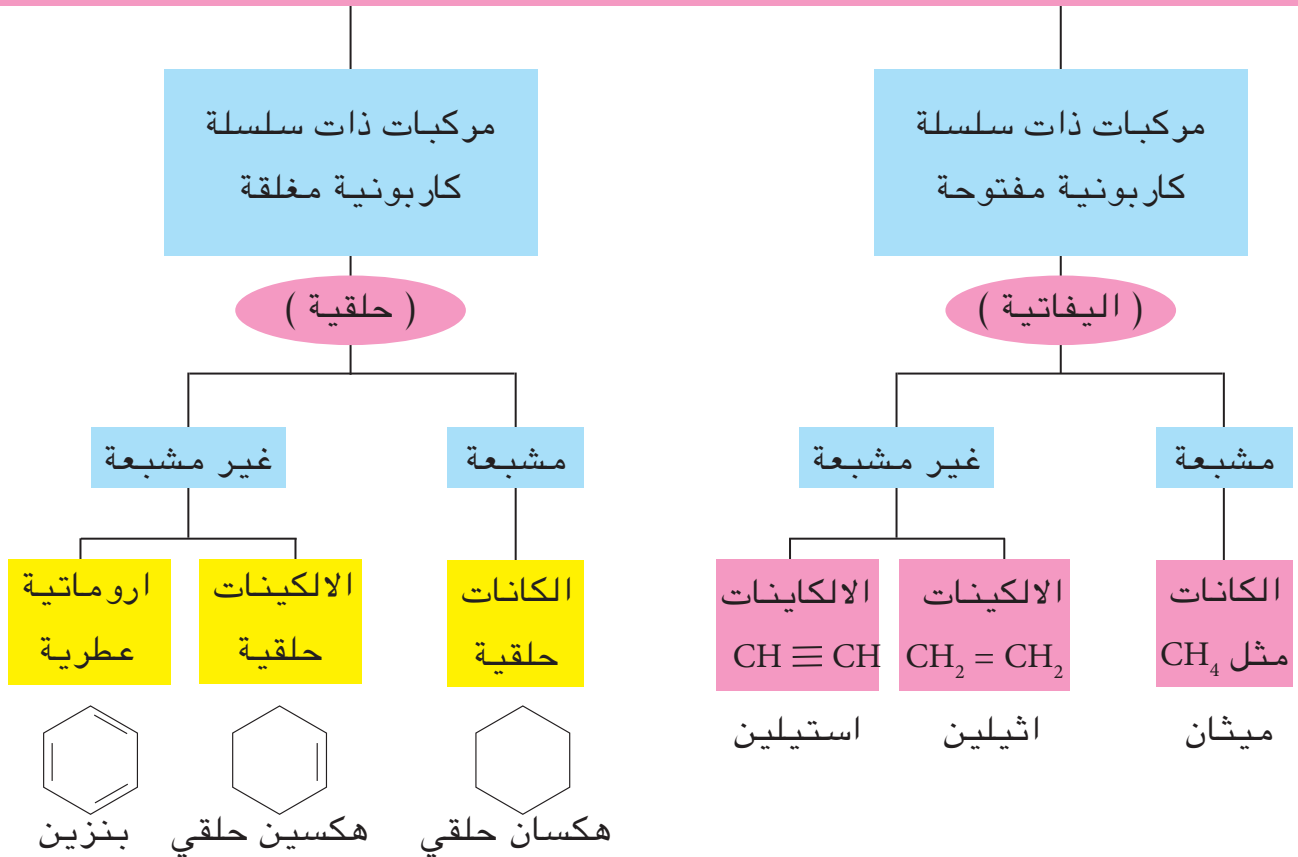 مركبات ذات سلسلة
كاربونية مفتوحة
( اليفاتية )
مشبعة
غير مشبعة
الكانات
مثل CH₄
ميثان
الالكينات
CH₂ = CH₂
اثيلين
الالكاينات
CH ≡ CH
استيلين
مركبات ذات سلسلة
كاربونية مغلقة
( حلقية )
مشبعة
غير مشبعة
الكانات
حلقية
هكسان حلقي
الالكينات
حلقية
هكسين حلقي
اروماتية
عطرية
بنزين